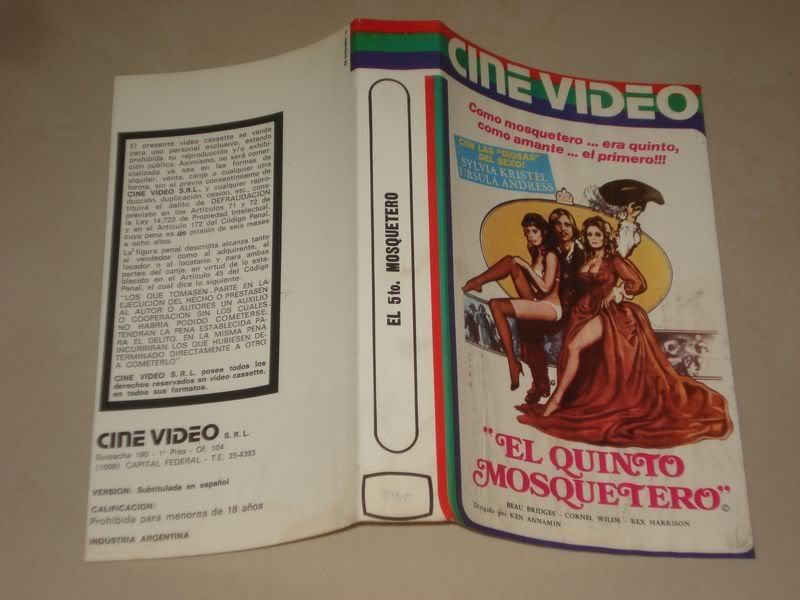 El presente vídeo cassette se vende
para uso personal exclusivo, estando
prohibida su reproducción y/o exhibi-
ción pública. Asimismo, no será comer-
cializada ya sea en las formas de
alquiler, venta, canje o cualquier otra
forma, sin el previo consentimiento de
CINE VIDEO S.R.L., y cualquier repro-
ducción, duplicación, cesión, etc., cons-
tituirá el delito de DEFRAUDACION
previsto en los Artículos 71 y 72 de
la Ley 14.723 de Propiedad Intelectual,
y en el Artículo 172 del Código Penal,
cuya pena es de prisión de seis meses
a ocho años.
La figura penal descripta alcanza tanto
al vendedor como al adquirente, al
locador o al locatario y para ambas
partes del canje, en virtud de lo esta-
blecido en el Artículo 45 del Código
Penal, el cual dice lo siguiente:
"LOS QUE TOMASEN PARTE EN LA
EJECUCION DEL HECHO O PRESTASEN
AL AUTOR O AUTORES UN AUXILIO
O COOPERACION SIN LOS CUALES
NO HABRIA PODIDO COMETERSE,
TENDRAN LA PENA ESTABLECIDA PA-
RA EL DELITO. EN LA MISMA PENA
INCURRIRAN LOS QUE HUBIESEN DE-
TERMINADO DIRECTAMENTE A OTRO
A COMETERLO"
CINE VIDEO S.R.L. posee todos los
derechos reservados en vídeo cassette,
en todos sus formatos.
CINE VIDEO S.R.L.
Suipacha 190 - 1º Piso - Of. 104
(1008) CAPITAL FEDERAL - T.E. 35-4393
VERSION: Subtitulada en español
CALIFICACION:
Prohibida para menores de 18 años
INDUSTRIA ARGENTINA
EL 5to. MOSQUETERO
CINE VIDEO
Como mosquetero ... era quinto,
como amante ... el primero!!!
CON LAS "DIOSAS"
DEL SEXO!
SYLVIA KRISTEL
URSULA ANDRESS
"EL QUINTO
MOSQUETERO"
©
BEAU BRIDGES - CORNEL WILDE - REX HARRISON
Dirigida por KEN ANNAMIN